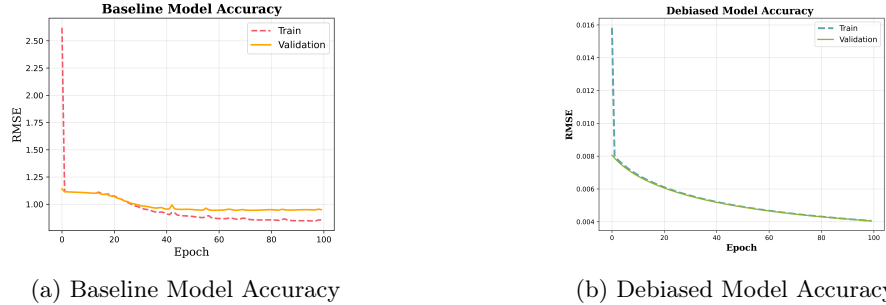 Baseline Model Accuracy
Train
Validation
2.50
2.25
2.00
1.75
1.50
1.25
1.00
RMSE
0 20 40 60 80 100
Epoch
(a) Baseline Model Accuracy
Debiased Model Accuracy
Train
Validation
0.016
0.014
0.012
0.010
0.008
0.006
0.004
RMSE
0 20 40 60 80 100
Epoch
(b) Debiased Model Accuracy